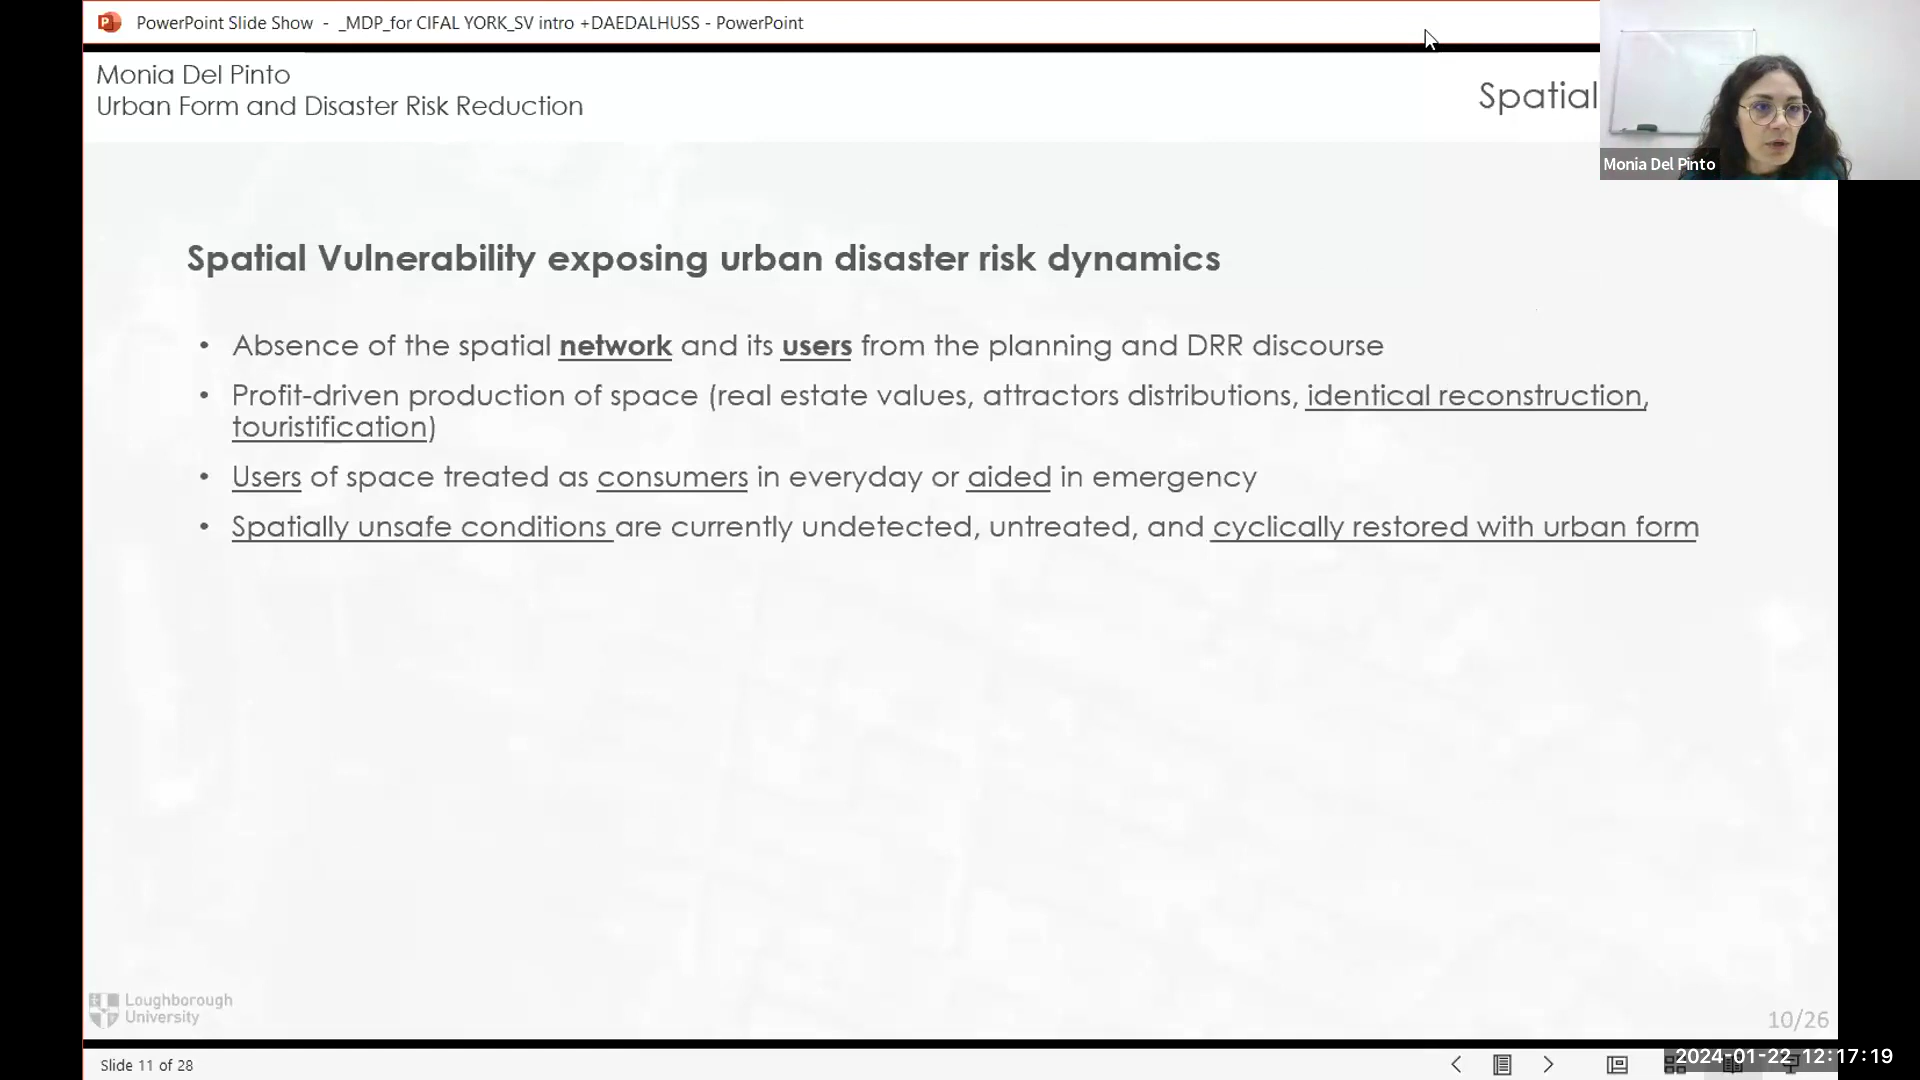 PowerPoint Slide Show - _MDP_for CIFAL YORK_SV intro +DAEDALHUSS - PowerPoint
Monia Del Pinto
Urban Form and Disaster Risk Reduction
Spatial
Monia Del Pinto
Spatial Vulnerability exposing urban disaster risk dynamics
• Absence of the spatial network and its users from the planning and DRR discourse
• Profit-driven production of space (real estate values, attractors distributions, identical reconstruction,
touristification)
• Users of space treated as consumers in everyday or aided in emergency
• Spatially unsafe conditions are currently undetected, untreated, and cyclically restored with urban form
Loughborough
University
10/26
Slide 11 of 28
2024-01-22 12:17:19